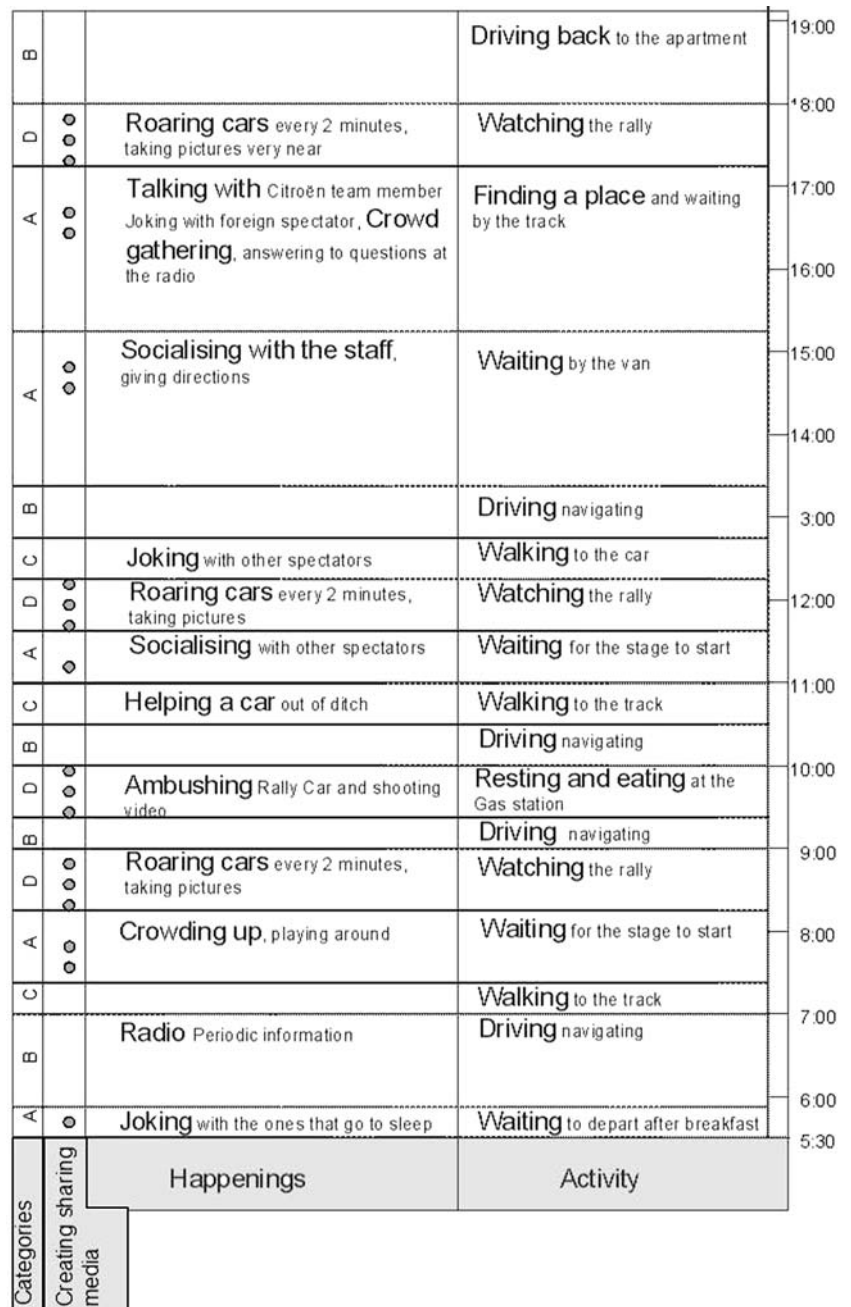 19:00
B
Driving back to the apartment
18:00
D
Roaring cars every 2 minutes,
taking pictures very near
Watching the rally
17:00
A
Talking with Citroën team member
Joking with foreign spectator, Crowd
gathering, answering to questions at
the radio
Finding a place and waiting
by the track
16:00
15:00
A
Socialising with the staff,
giving directions
Waiting by the van
14:00
B
Driving navigating
3:00
C
Joking with other spectators
Walking to the car
D
Roaring cars every 2 minutes,
taking pictures
Watching the rally
12:00
A
Socialising with other spectators
Waiting for the stage to start
11:00
C
Helping a car out of ditch
Walking to the track
B
Driving navigating
10:00
D
Ambushing Rally Car and shooting
video
Resting and eating at the
Gas station
B
Driving navigating
9:00
D
Roaring cars every 2 minutes,
taking pictures
Watching the rally
A
Crowding up, playing around
Waiting for the stage to start
8:00
C
Walking to the track
7:00
B
Radio Periodic information
Driving navigating
6:00
A
Joking with the ones that go to sleep
Waiting to depart after breakfast
5:30
Categories
Creating sharing
media
Happenings
Activity